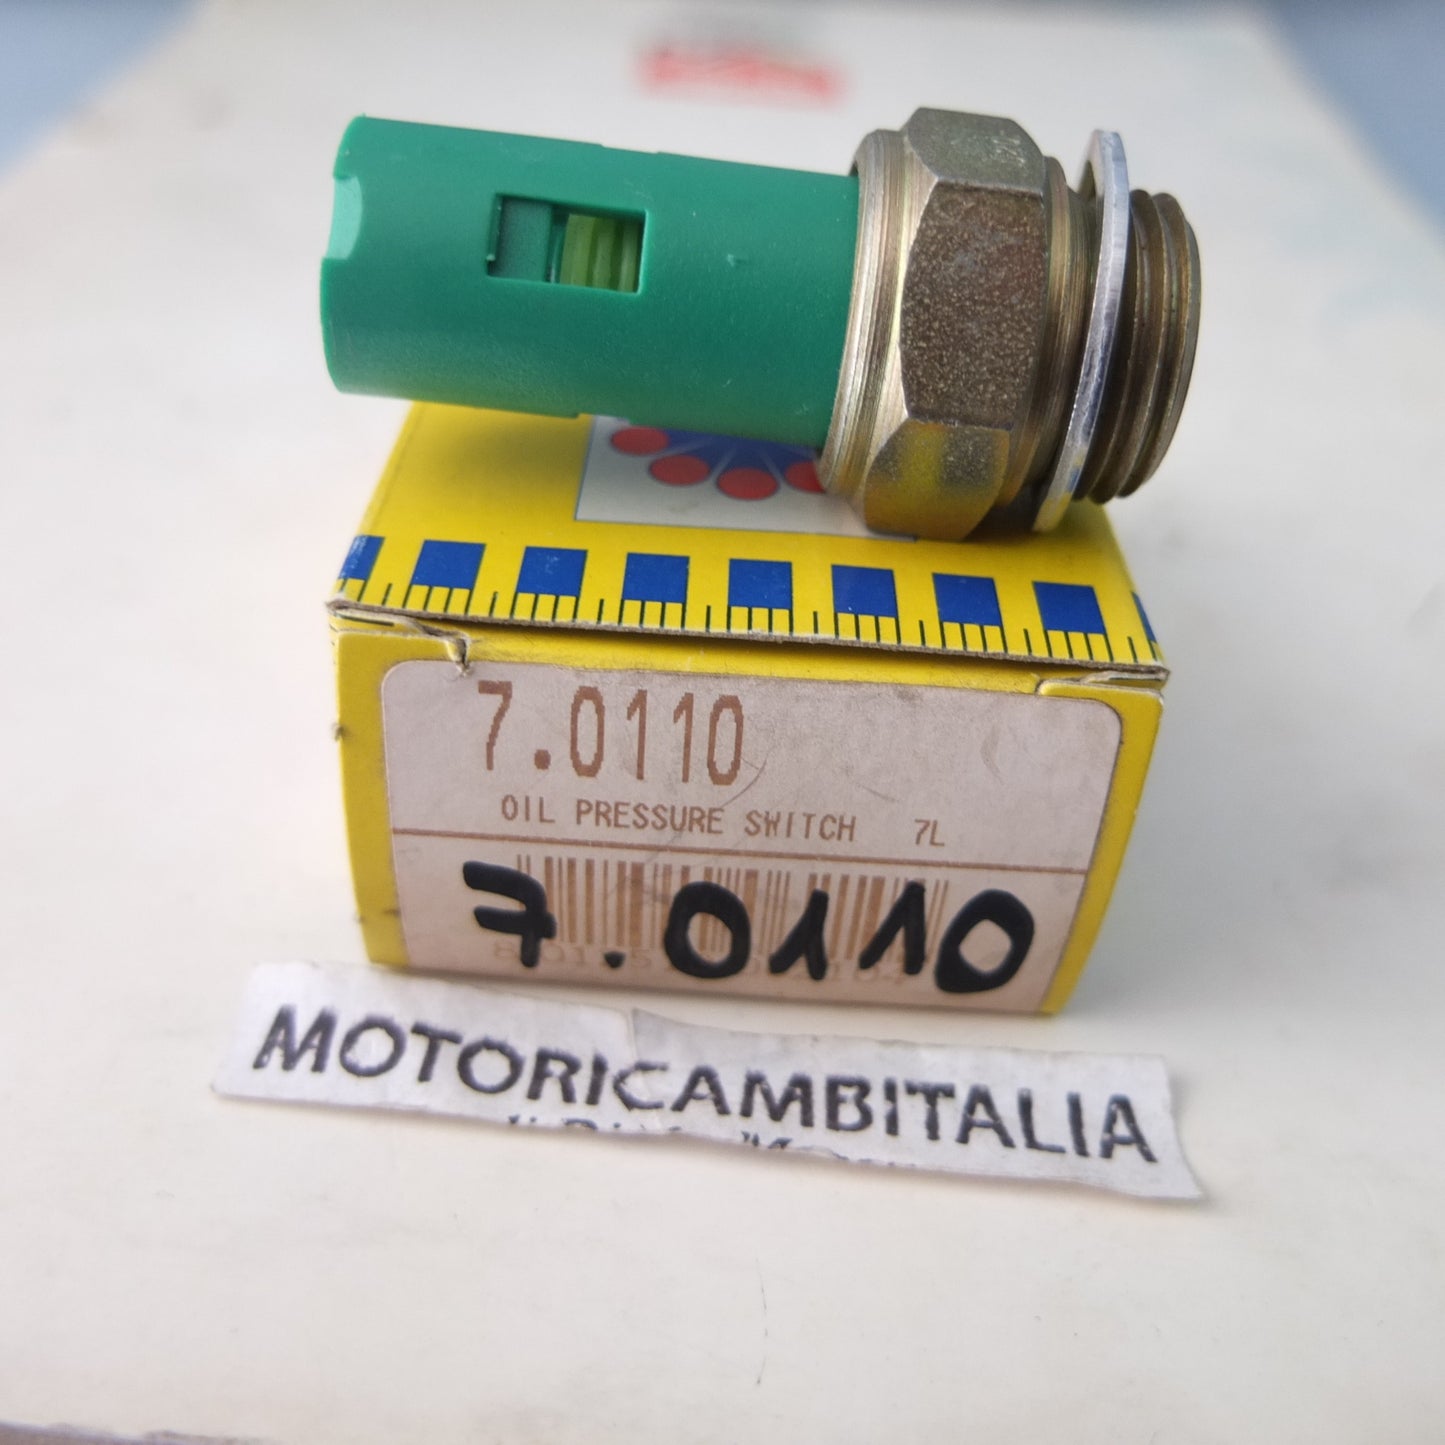 7.0110
OIL PRESSURE SWITCH 7L
7.0110
MOTORICAMBITALIA